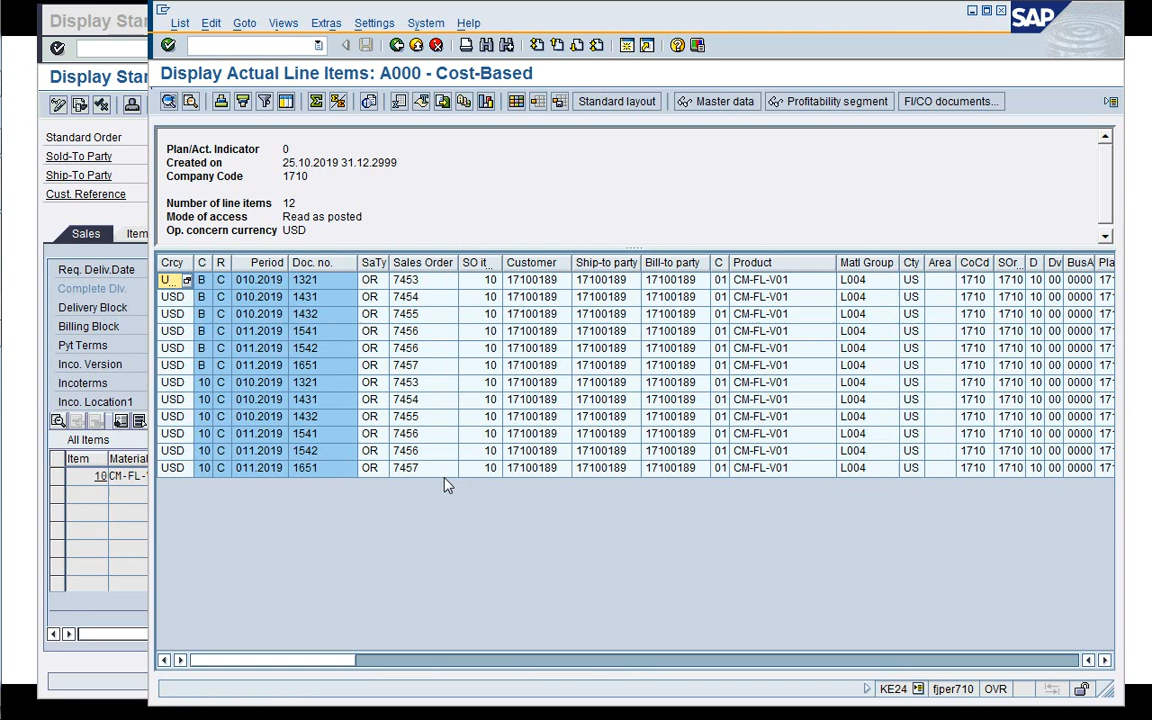 Display Sta
List Edit Goto Views Extras Settings System Help
SAP
Display Sta
Display Actual Line Items: A000 - Cost-Based
Standard layout Master data Profitability segment FI/CO documents...
Standard Order
Sold-To Party
Ship-To Party
Cust. Reference
Sales Item
Req. Deliv.Date
Complete Dlv.
Delivery Block
Billing Block
Pyt Terms
Inco. Version
Incoterms
Inco. Location1
All Items
Item Material
10 CM-FL-
Plan/Act. Indicator 0
Created on 25.10.2019 31.12.2999
Company Code 1710
Number of line items 12
Mode of access Read as posted
Op. concern currency USD
Crcy C R Period Doc. no. SaTy Sales Order SO it... Customer Ship-to party Bill-to party C Product Matl Group Cty Area CoCd SOr... D Dv BusA Pla
U... B C 010.2019 1321 OR 7453 10 17100189 17100189 17100189 01 CM-FL-V01 L004 US 1710 1710 10 00 0000 171
USD B C 010.2019 1431 OR 7454 10 17100189 17100189 17100189 01 CM-FL-V01 L004 US 1710 1710 10 00 0000 171
USD B C 010.2019 1432 OR 7455 10 17100189 17100189 17100189 01 CM-FL-V01 L004 US 1710 1710 10 00 0000 171
USD B C 011.2019 1541 OR 7456 10 17100189 17100189 17100189 01 CM-FL-V01 L004 US 1710 1710 10 00 0000 171
USD B C 011.2019 1542 OR 7456 10 17100189 17100189 17100189 01 CM-FL-V01 L004 US 1710 1710 10 00 0000 171
USD B C 011.2019 1651 OR 7457 10 17100189 17100189 17100189 01 CM-FL-V01 L004 US 1710 1710 10 00 0000 171
USD 10 C 010.2019 1321 OR 7453 10 17100189 17100189 17100189 01 CM-FL-V01 L004 US 1710 1710 10 00 0000 171
USD 10 C 010.2019 1431 OR 7454 10 17100189 17100189 17100189 01 CM-FL-V01 L004 US 1710 1710 10 00 0000 171
USD 10 C 010.2019 1432 OR 7455 10 17100189 17100189 17100189 01 CM-FL-V01 L004 US 1710 1710 10 00 0000 171
USD 10 C 011.2019 1541 OR 7456 10 17100189 17100189 17100189 01 CM-FL-V01 L004 US 1710 1710 10 00 0000 171
USD 10 C 011.2019 1542 OR 7456 10 17100189 17100189 17100189 01 CM-FL-V01 L004 US 1710 1710 10 00 0000 171
USD 10 C 011.2019 1651 OR 7457 10 17100189 17100189 17100189 01 CM-FL-V01 L004 US 1710 1710 10 00 0000 171
KE24 fjper710 OVR